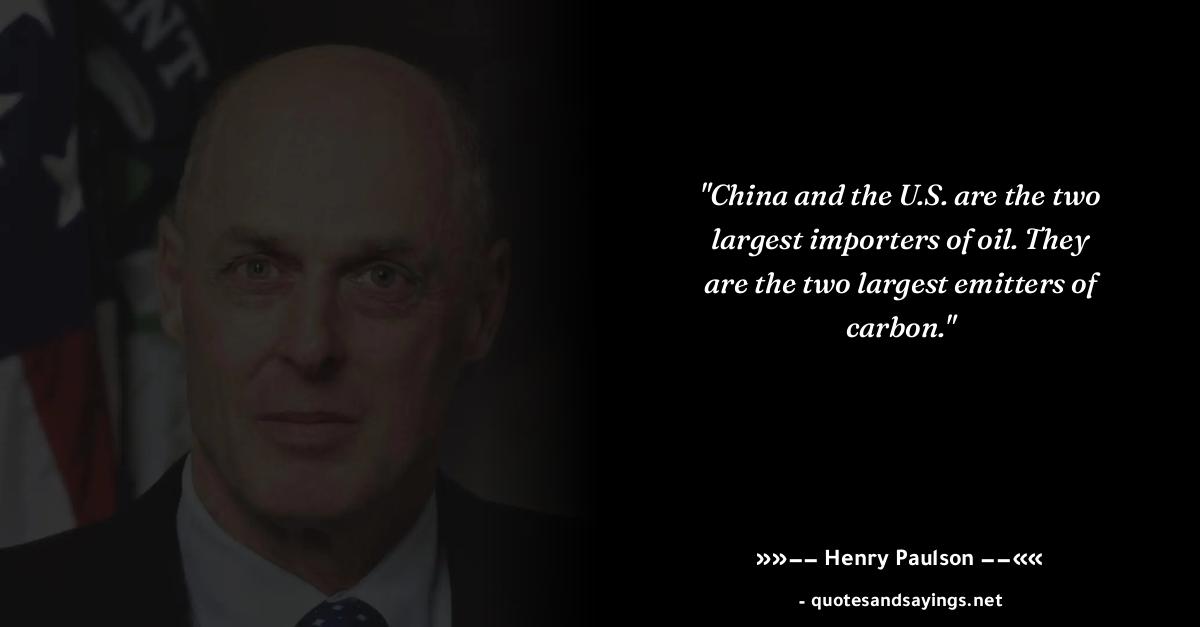 ENT
"China and the U.S. are the two
largest importers of oil. They
are the two largest emitters of
carbon."
»»−− Henry Paulson −−««
- quotesandsayings.net